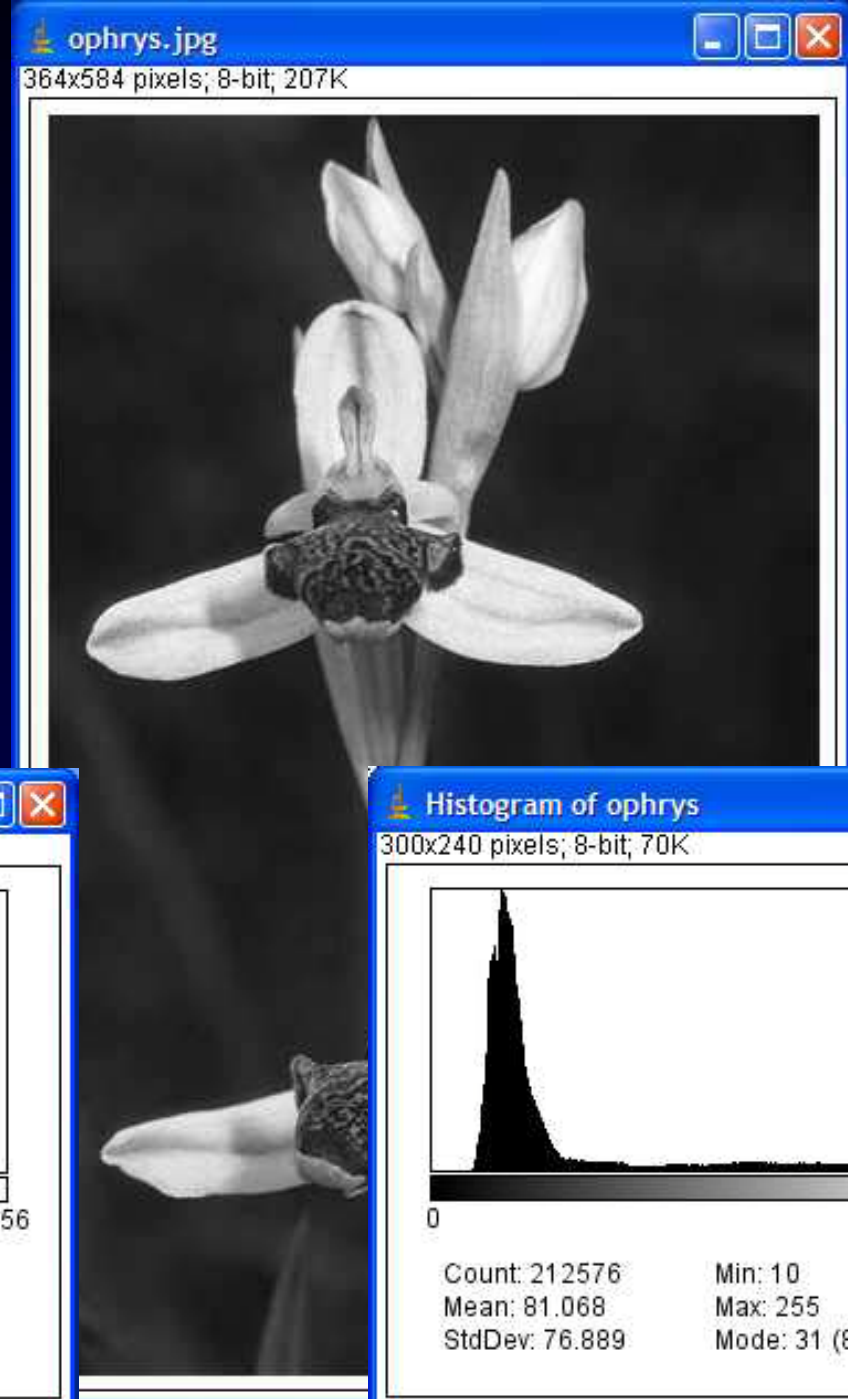 ophrys.jpg
364x584 pixels; 8-bit; 207K
Histogram of ophrys
300x240 pixels; 8-bit; 70K
56
0
Count: 212576
Min: 10
Mean: 81.068
Max: 255
StdDev: 76.889
Mode: 31 (8